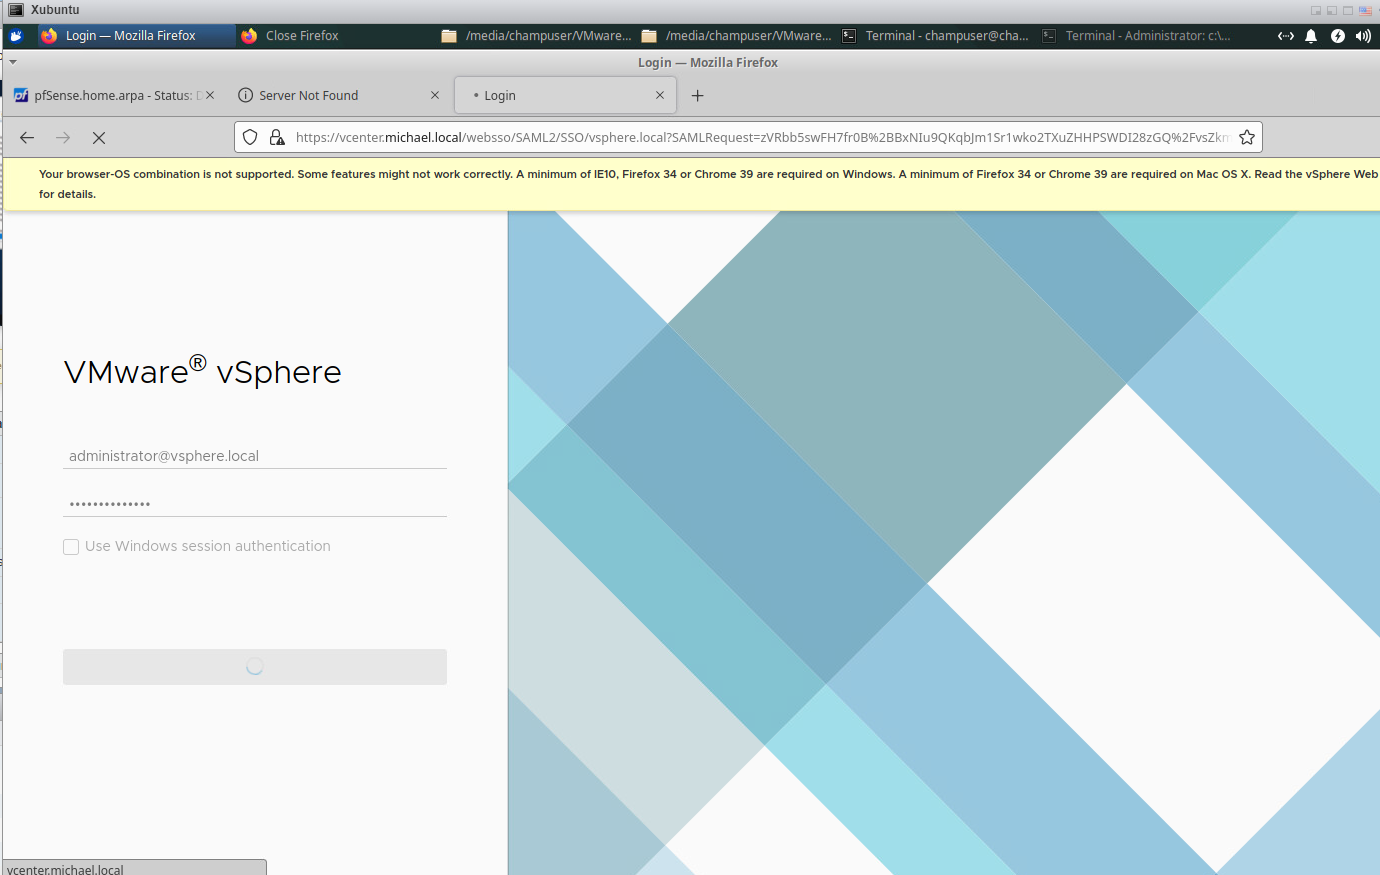 Xubuntu
Login — Mozilla Firefox
Close Firefox
/media/champuser/VMware...
/media/champuser/VMware...
Terminal - champuser@cha...
Terminal - Administrator: c:\...
Login — Mozilla Firefox
pfSense.home.arpa - Status:
Server Not Found
Login
https://vcenter.michael.local/websso/SAML2/SSO/vsphere.local?SAMLRequest=zVRbb5swFH7fr0B%2BBxNIu9QKqbJm1Sr1wko2TXuZHHPSWDI28zGQ%2FvsZkm
Your browser-OS combination is not supported. Some features might not work correctly. A minimum of IE10, Firefox 34 or Chrome 39 are required on Windows. A minimum of Firefox 34 or Chrome 39 are required on Mac OS X. Read the vSphere Web
for details.
VMware® vSphere
administrator@vsphere.local
••••••••••••••
Use Windows session authentication
vcenter.michael.local